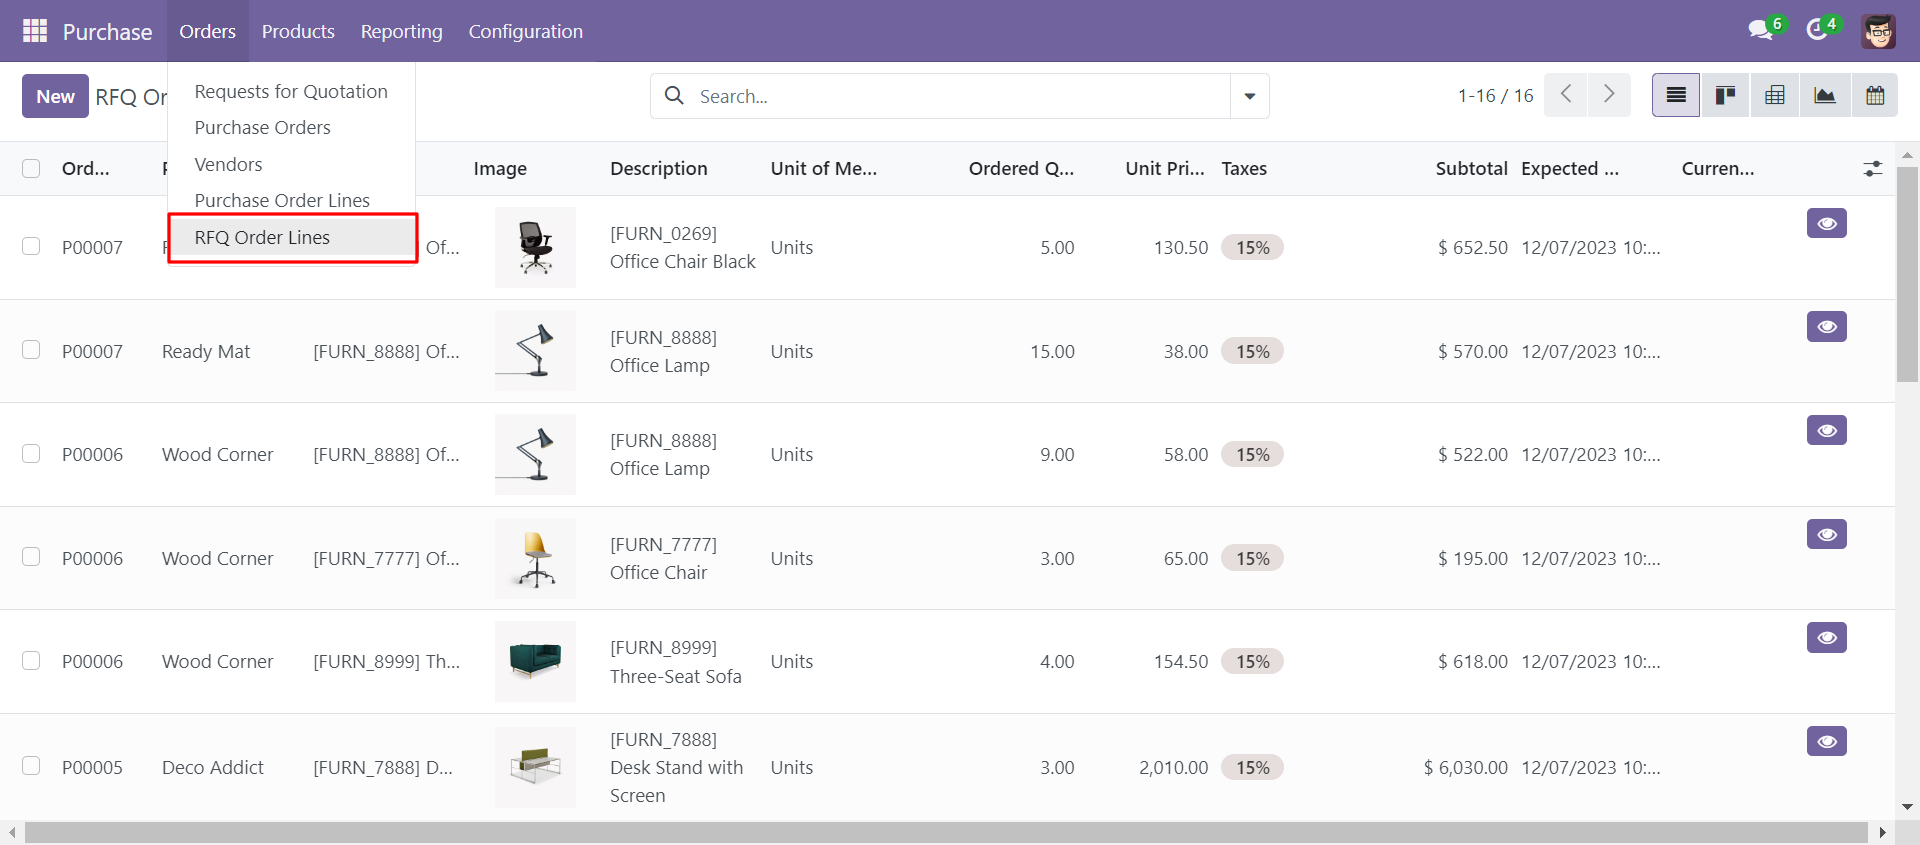 Purchase Orders Products Reporting Configuration 6 4
New RFQ Or Search... 1-16 / 16
Requests for Quotation
Purchase Orders
Vendors
Purchase Order Lines
RFQ Order Lines
Ord... Image Description Unit of Me... Ordered Q... Unit Pri... Taxes Subtotal Expected ... Curren...
P00007 Of... [FURN_0269] Office Chair Black Units 5.00 130.50 15% $ 652.50 12/07/2023 10:...
P00007 Ready Mat [FURN_8888] Of... [FURN_8888] Office Lamp Units 15.00 38.00 15% $ 570.00 12/07/2023 10:...
P00006 Wood Corner [FURN_8888] Of... [FURN_8888] Office Lamp Units 9.00 58.00 15% $ 522.00 12/07/2023 10:...
P00006 Wood Corner [FURN_7777] Of... [FURN_7777] Office Chair Units 3.00 65.00 15% $ 195.00 12/07/2023 10:...
P00006 Wood Corner [FURN_8999] Th... [FURN_8999] Three-Seat Sofa Units 4.00 154.50 15% $ 618.00 12/07/2023 10:...
P00005 Deco Addict [FURN_7888] D... [FURN_7888] Desk Stand with Screen Units 3.00 2,010.00 15% $ 6,030.00 12/07/2023 10:...